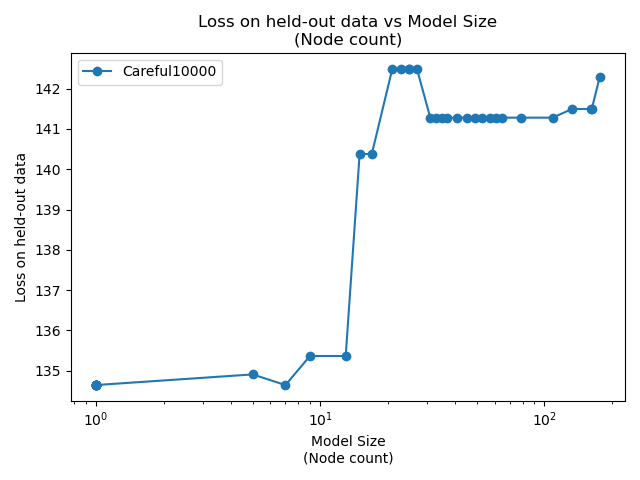 Loss on held-out data vs Model Size
(Node count)
Careful10000
Loss on held-out data
142
141
140
139
138
137
136
135
10^0
10^1
10^2
Model Size
(Node count)